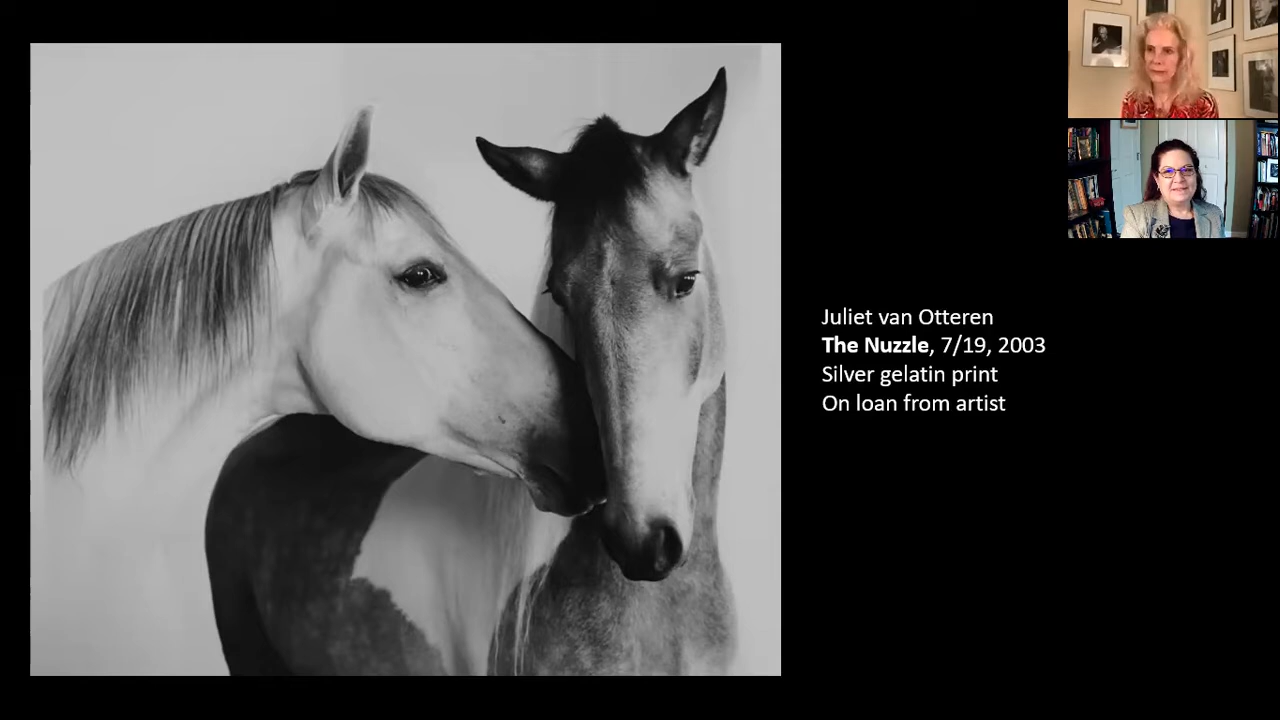 Juliet van Otteren
The Nuzzle, 7/19, 2003
Silver gelatin print
On loan from artist